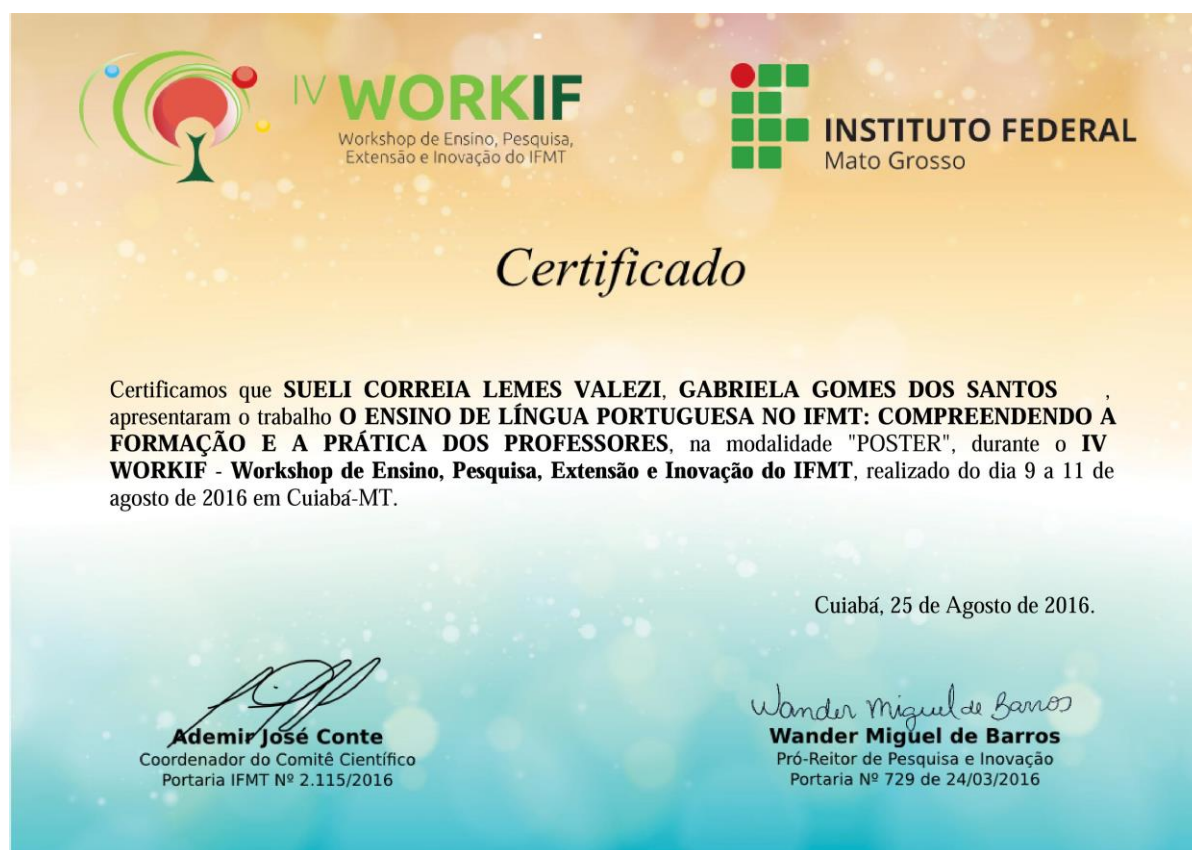 IV WORKIF
Workshop de Ensino, Pesquisa,
Extensão e Inovação do IFMT
INSTITUTO FEDERAL
Mato Grosso
Certificado
Certificamos que SUELI CORREIA LEMES VALEZI, GABRIELA GOMES DOS SANTOS ,
apresentaram o trabalho O ENSINO DE LÍNGUA PORTUGUESA NO IFMT: COMPREENDENDO A
FORMAÇÃO E A PRÁTICA DOS PROFESSORES, na modalidade "POSTER", durante o IV
WORKIF - Workshop de Ensino, Pesquisa, Extensão e Inovação do IFMT, realizado do dia 9 a 11 de
agosto de 2016 em Cuiabá-MT.
Cuiabá, 25 de Agosto de 2016.
Ademir José Conte
Coordenador do Comitê Científico
Portaria IFMT Nº 2.115/2016
Wander Miguel de Barros
Wander Miguel de Barros
Pró-Reitor de Pesquisa e Inovação
Portaria Nº 729 de 24/03/2016